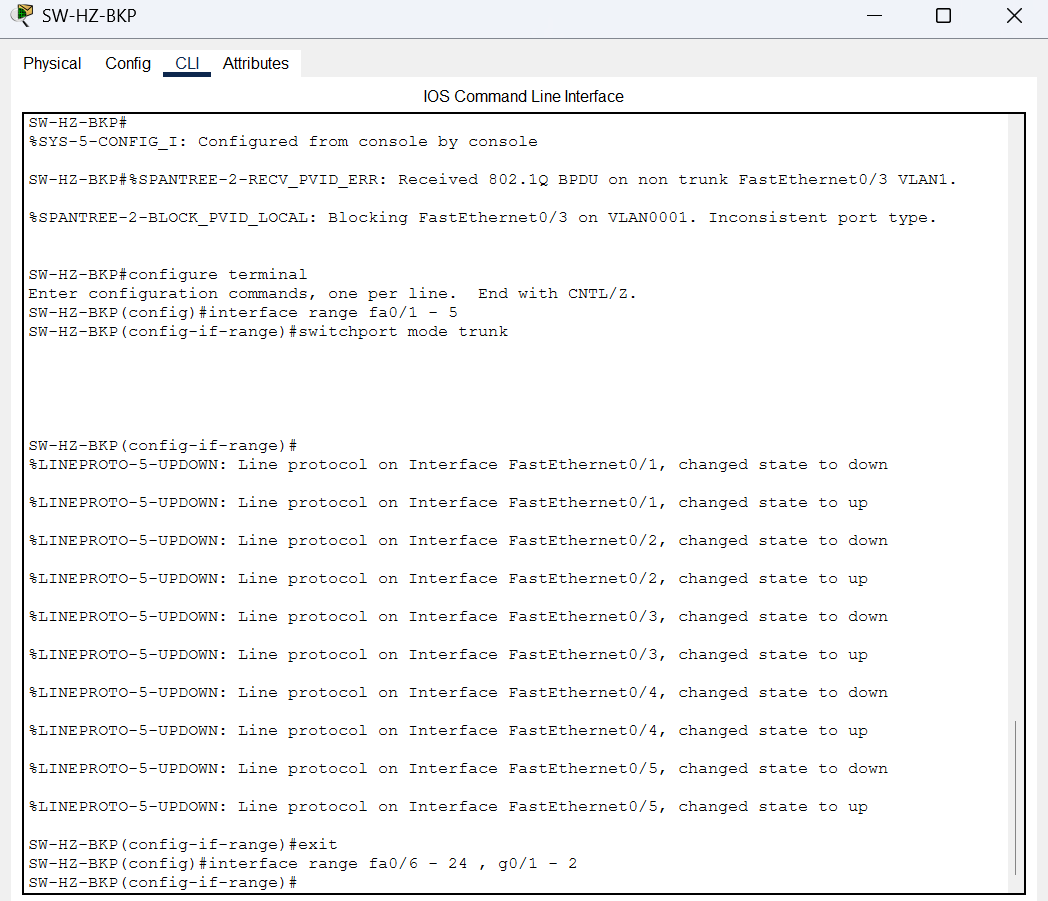 SW-HZ-BKP
Physical Config CLI Attributes
IOS Command Line Interface
SW-HZ-BKP#
%SYS-5-CONFIG_I: Configured from console by console
SW-HZ-BKP#%SPANTREE-2-RECV_PVID_ERR: Received 802.1Q BPDU on non trunk FastEthernet0/3 VLAN1.
%SPANTREE-2-BLOCK_PVID_LOCAL: Blocking FastEthernet0/3 on VLAN0001. Inconsistent port type.
SW-HZ-BKP#configure terminal
Enter configuration commands, one per line.  End with CNTL/Z.
SW-HZ-BKP(config)#interface range fa0/1 - 5
SW-HZ-BKP(config-if-range)#switchport mode trunk
SW-HZ-BKP(config-if-range)#
%LINEPROTO-5-UPDOWN: Line protocol on Interface FastEthernet0/1, changed state to down
%LINEPROTO-5-UPDOWN: Line protocol on Interface FastEthernet0/1, changed state to up
%LINEPROTO-5-UPDOWN: Line protocol on Interface FastEthernet0/2, changed state to down
%LINEPROTO-5-UPDOWN: Line protocol on Interface FastEthernet0/2, changed state to up
%LINEPROTO-5-UPDOWN: Line protocol on Interface FastEthernet0/3, changed state to down
%LINEPROTO-5-UPDOWN: Line protocol on Interface FastEthernet0/3, changed state to up
%LINEPROTO-5-UPDOWN: Line protocol on Interface FastEthernet0/4, changed state to down
%LINEPROTO-5-UPDOWN: Line protocol on Interface FastEthernet0/4, changed state to up
%LINEPROTO-5-UPDOWN: Line protocol on Interface FastEthernet0/5, changed state to down
%LINEPROTO-5-UPDOWN: Line protocol on Interface FastEthernet0/5, changed state to up
SW-HZ-BKP(config-if-range)#exit
SW-HZ-BKP(config)#interface range fa0/6 - 24 , g0/1 - 2
SW-HZ-BKP(config-if-range)#